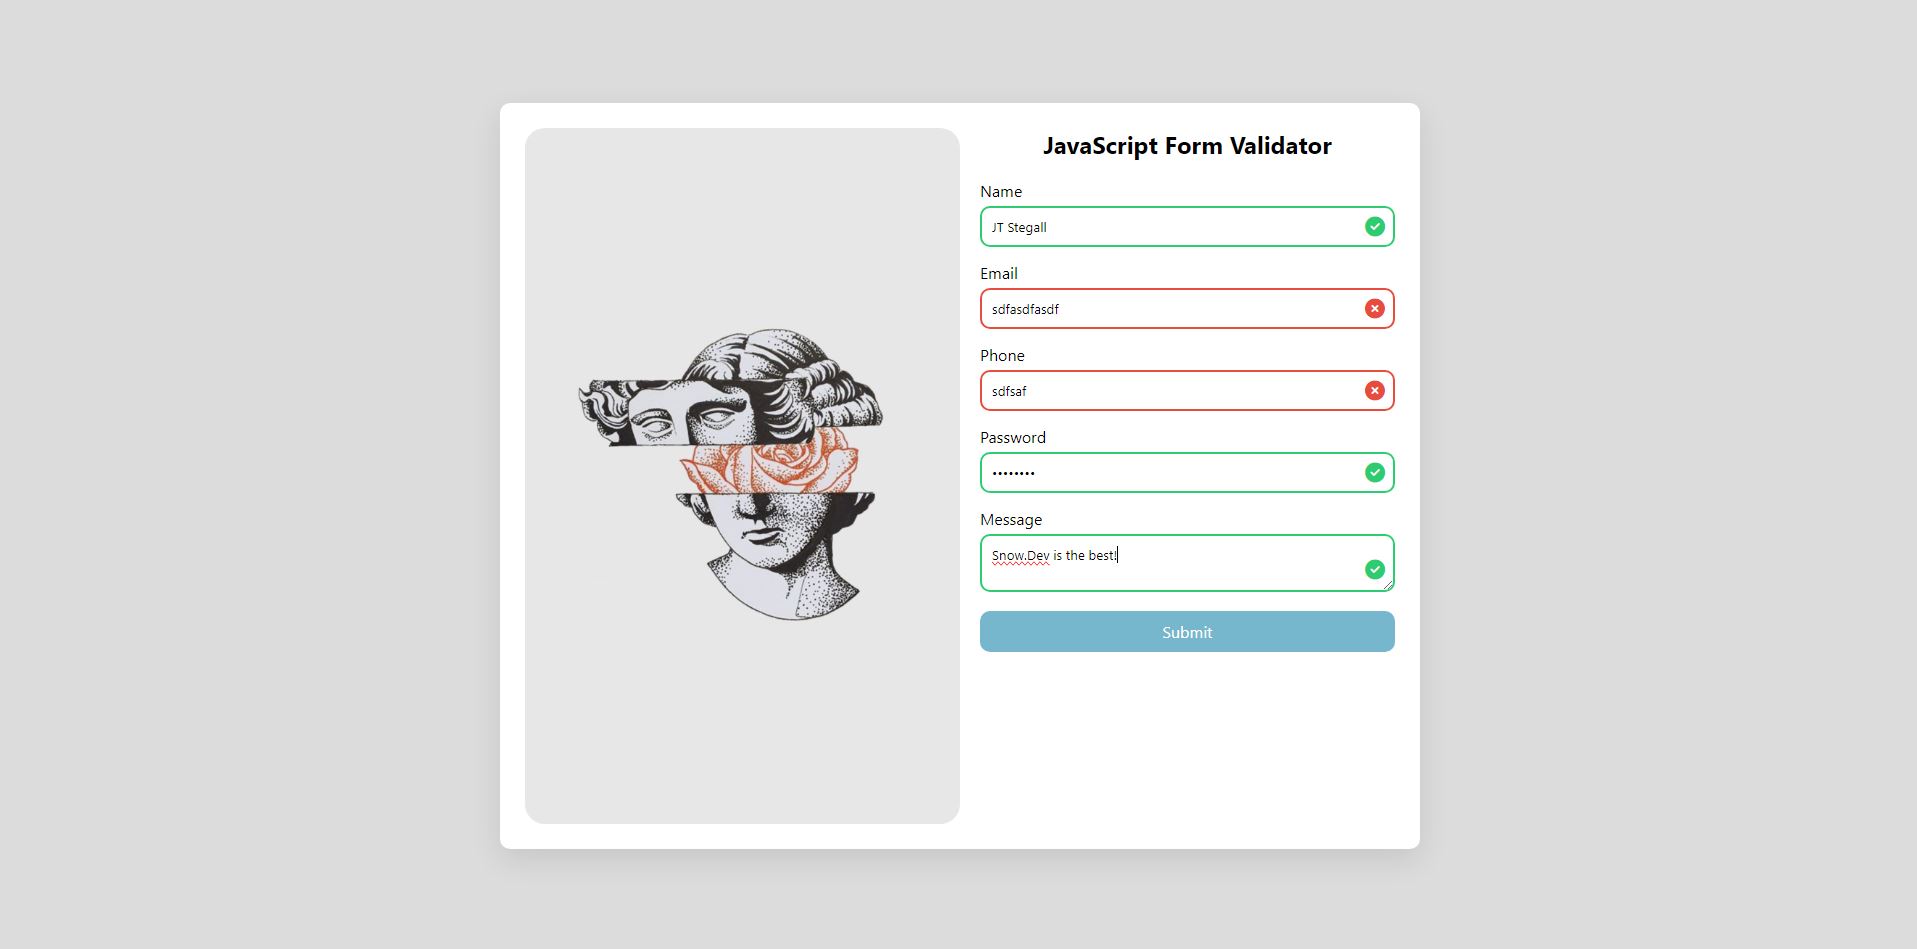 JavaScript Form Validator
Name
JT Stegall
Email
sdfasdfasdf
Phone
sdfsaf
Password
••••••••
Message
Snow.Dev is the best!
Submit